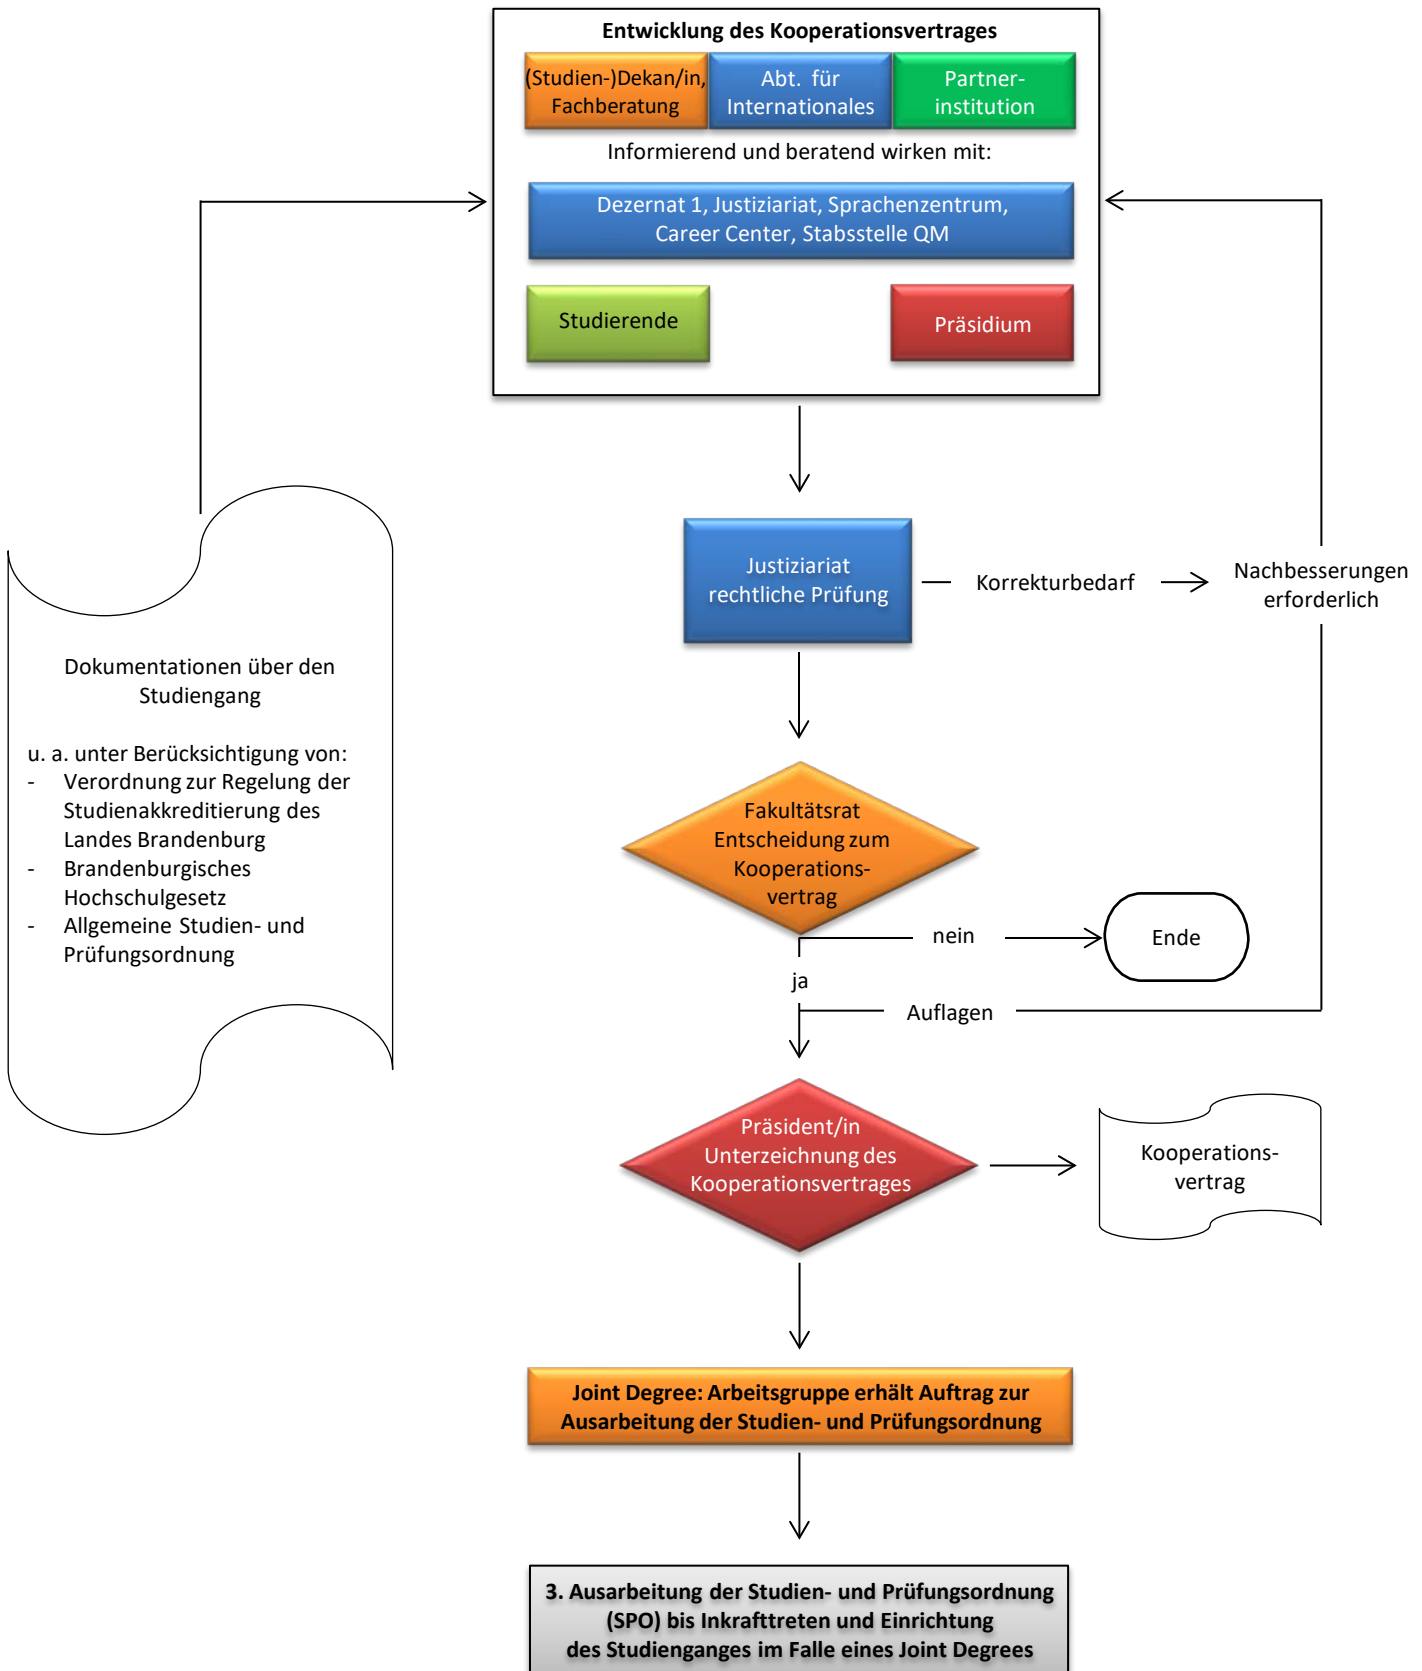 Entwicklung des Kooperationsvertrages
(Studien-)Dekan/in,
Fachberatung
Abt. für
Internationales
Partner-
institution
Informierend und beratend wirken mit:
Dezernat 1, Justiziariat, Sprachenzentrum,
Career Center, Stabsstelle QM
Studierende
Präsidium
Justiziariat
rechtliche Prüfung
Korrekturbedarf
Nachbesserungen
erforderlich
Dokumentationen über den
Studiengang
u. a. unter Berücksichtigung von:
- Verordnung zur Regelung der
Studienakkreditierung des
Landes Brandenburg
- Brandenburgisches
Hochschulgesetz
- Allgemeine Studien- und
Prüfungsordnung
Fakultätsrat
Entscheidung zum
Kooperations-
vertrag
nein
Ende
ja
Auflagen
Präsident/in
Unterzeichnung des
Kooperationsvertrages
Kooperations-
vertrag
Joint Degree: Arbeitsgruppe erhält Auftrag zur
Ausarbeitung der Studien- und Prüfungsordnung
3. Ausarbeitung der Studien- und Prüfungsordnung
(SPO) bis Inkrafttreten und Einrichtung
des Studienganges im Falle eines Joint Degrees